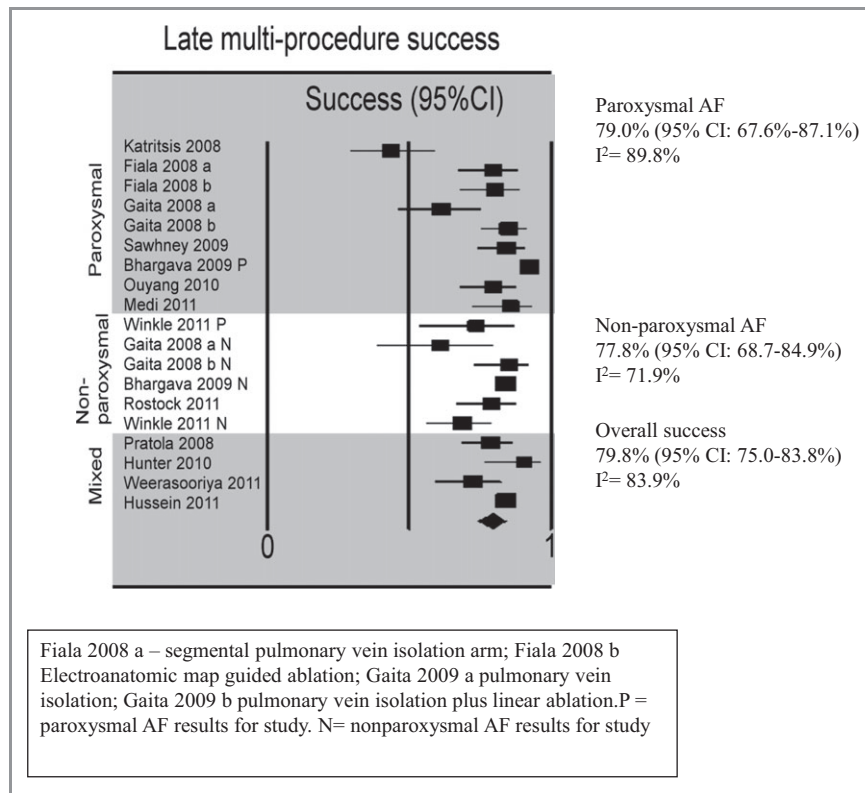 Late multi-procedure success
Success (95%CI)
Paroxysmal
Katritsis 2008
Fiala 2008 a
Fiala 2008 b
Gaita 2008 a
Gaita 2008 b
Sawhney 2009
Bhargava 2009 P
Ouyang 2010
Medi 2011
Non-
paroxysmal
Winkle 2011 P
Gaita 2008 a N
Gaita 2008 b N
Bhargava 2009 N
Rostock 2011
Winkle 2011 N
Mixed
Pratola 2008
Hunter 2010
Weerasooriya 2011
Hussein 2011
0 1
Paroxysmal AF
79.0% (95% CI: 67.6%-87.1%)
I²= 89.8%
Non-paroxysmal AF
77.8% (95% CI: 68.7-84.9%)
I²= 71.9%
Overall success
79.8% (95% CI: 75.0-83.8%)
I²= 83.9%
Fiala 2008 a – segmental pulmonary vein isolation arm; Fiala 2008 b
Electroanatomic map guided ablation; Gaita 2009 a pulmonary vein
isolation; Gaita 2009 b pulmonary vein isolation plus linear ablation.P =
paroxysmal AF results for study. N= nonparoxysmal AF results for study